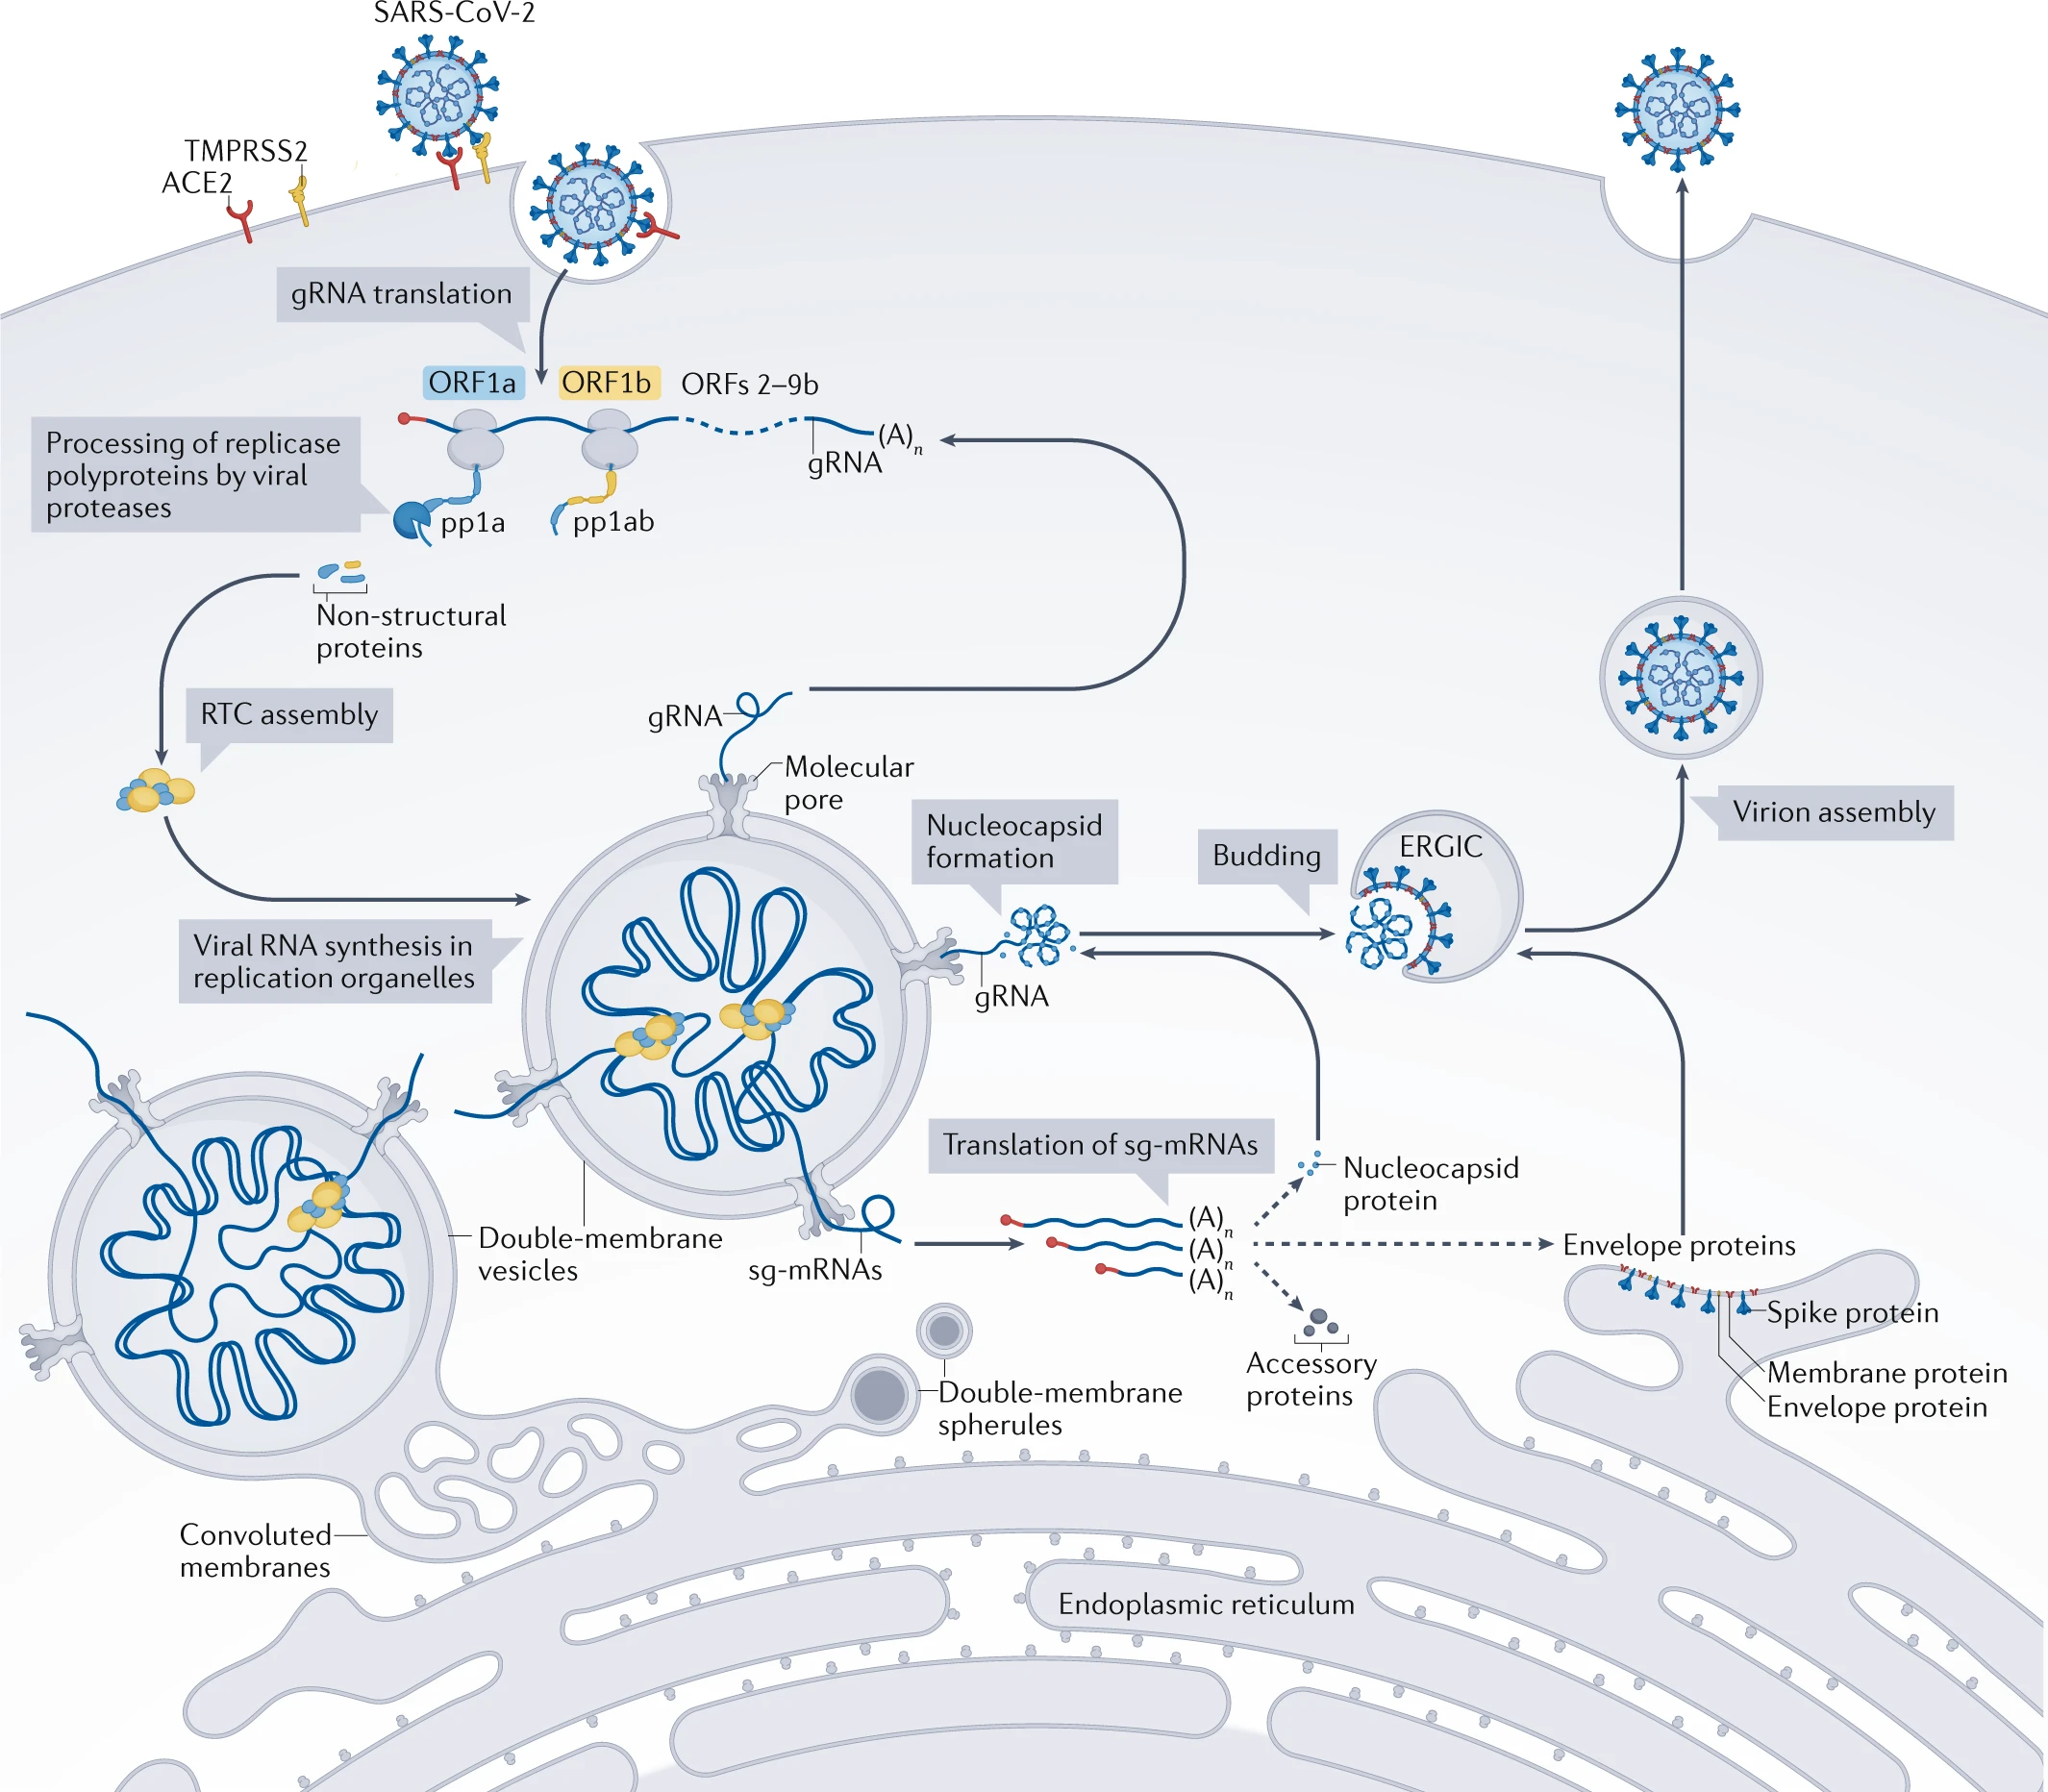 SARS-CoV-2
TMPRSS2
ACE2
gRNA translation
ORF1a
ORF1b
ORFs 2–9b
(A)n
gRNA
Processing of replicase
polyproteins by viral
proteases
pp1a
pp1ab
Non-structural
proteins
RTC assembly
gRNA
Molecular
pore
Nucleocapsid
formation
Budding
ERGIC
Virion assembly
Viral RNA synthesis in
replication organelles
gRNA
Translation of sg-mRNAs
Nucleocapsid
protein
(A)n
(A)n
(A)n
Envelope proteins
Double-membrane
vesicles
sg-mRNAs
Spike protein
Membrane protein
Envelope protein
Accessory
proteins
Double-membrane
spherules
Convoluted
membranes
Endoplasmic reticulum